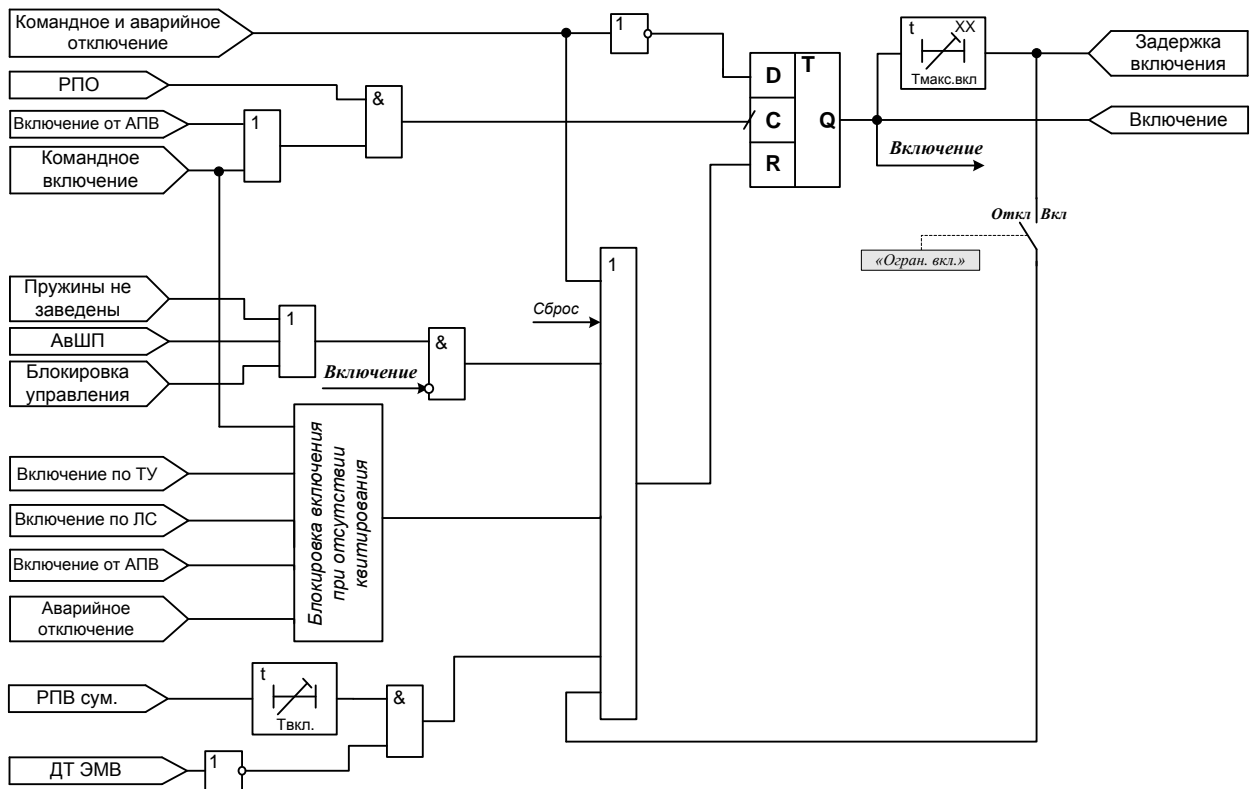 Командное и аварийное
отключение
РПО
Включение от АПВ
Командное
включение
1
&
1
D
C
R
T
Q
t
XX
Тмакс.вкл
Задержка
включения
Включение
Включение
Откл
Вкл
«Огран. вкл.»
Пружины не
заведены
АвШП
Блокировка
управления
1
Включение
&
Сброс
1
Включение по ТУ
Включение по ЛС
Включение от АПВ
Аварийное
отключение
Блокировка включения
при отсутствии
квитирования
РПВ сум.
t
Твкл.
&
ДТ ЭМВ
1